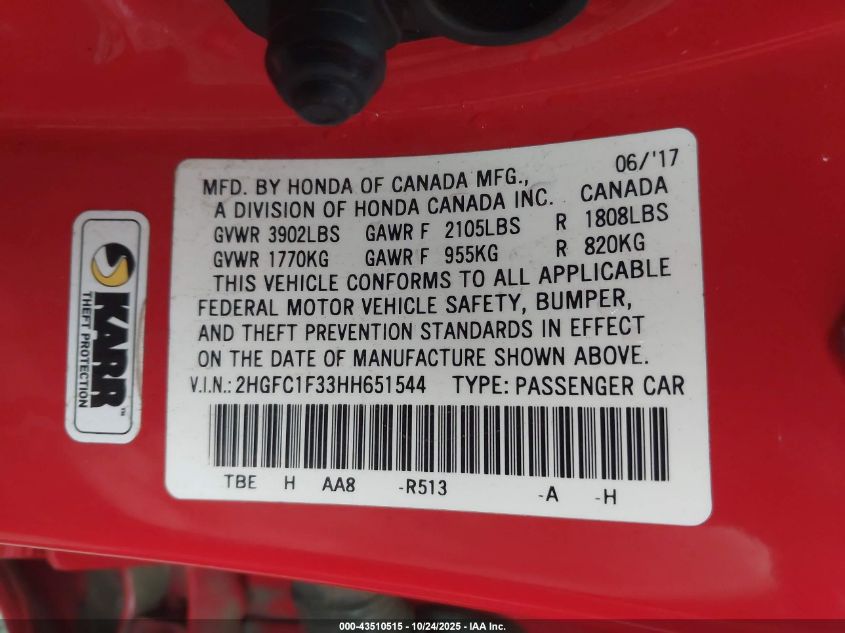 06/'17
MFD. BY HONDA OF CANADA MFG.,
A DIVISION OF HONDA CANADA INC. CANADA
GVWR 3902LBS GAWR F 2105LBS R 1808LBS
GVWR 1770KG GAWR F 955KG R 820KG
THIS VEHICLE CONFORMS TO ALL APPLICABLE
FEDERAL MOTOR VEHICLE SAFETY, BUMPER,
AND THEFT PREVENTION STANDARDS IN EFFECT
ON THE DATE OF MANUFACTURE SHOWN ABOVE.
V.I.N.: 2HGFC1F33HH651544 TYPE: PASSENGER CAR
TBE H AA8 -R513 -A -H
KARR™
THEFT PROTECTION
000-43510515 - 10/24/2025 - IAA Inc.